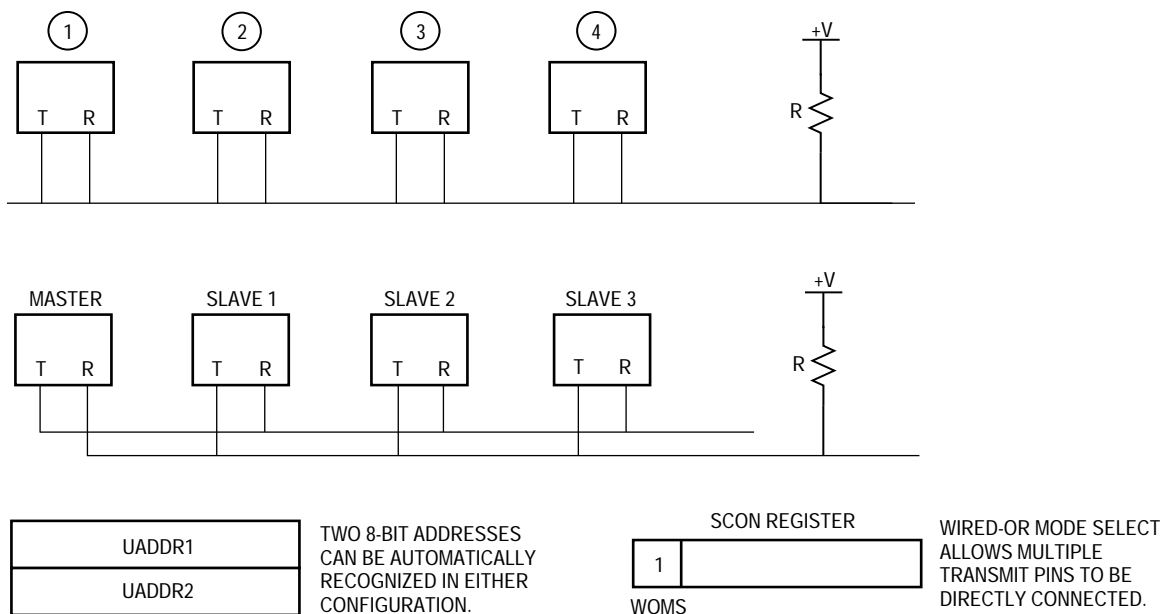 1 2 3 4 +V
T R T R T R T R R
MASTER SLAVE 1 SLAVE 2 SLAVE 3 +V
T R T R T R T R R
UADDR1
UADDR2
TWO 8-BIT ADDRESSES
CAN BE AUTOMATICALLY
RECOGNIZED IN EITHER
CONFIGURATION.
SCON REGISTER
1
WOMS
WIRED-OR MODE SELECT
ALLOWS MULTIPLE
TRANSMIT PINS TO BE
DIRECTLY CONNECTED.